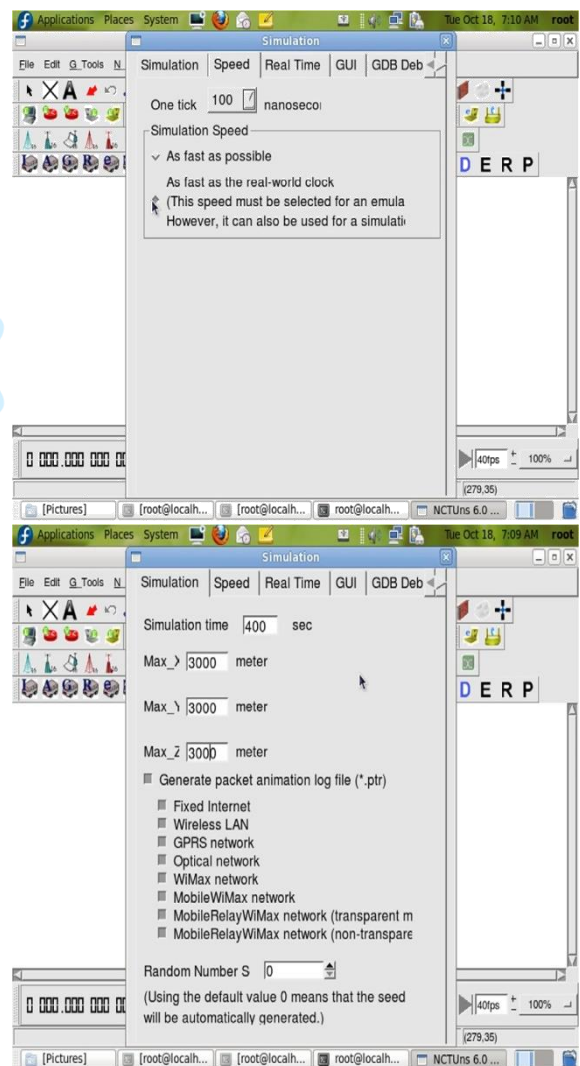 Applications Places System Tue Oct 18, 7:10 AM root
Simulation
File Edit G_Tools N
Simulation Speed Real Time GUI GDB Deb
One tick 100 nanosecon
Simulation Speed
As fast as possible
As fast as the real-world clock
(This speed must be selected for an emula
However, it can also be used for a simulatio
D E R P
0 000.000 000 00
40fps + - 100%
(279,35)
[Pictures] [root@localh... [root@localh... root@localh... NCTUns 6.0 ...
Applications Places System Tue Oct 18, 7:09 AM root
Simulation
File Edit G_Tools N
Simulation Speed Real Time GUI GDB Deb
Simulation time 400 sec
Max_X 3000 meter
Max_Y 3000 meter
Max_Z 3000 meter
Generate packet animation log file (*.ptr)
Fixed Internet
Wireless LAN
GPRS network
Optical network
WiMax network
MobileWiMax network
MobileRelayWiMax network (transparent m
MobileRelayWiMax network (non-transpare
D E R P
Random Number S 0
(Using the default value 0 means that the seed
will be automatically generated.)
0 000.000 000 00
40fps + - 100%
(279,35)
[Pictures] [root@localh... [root@localh... root@localh... NCTUns 6.0 ...